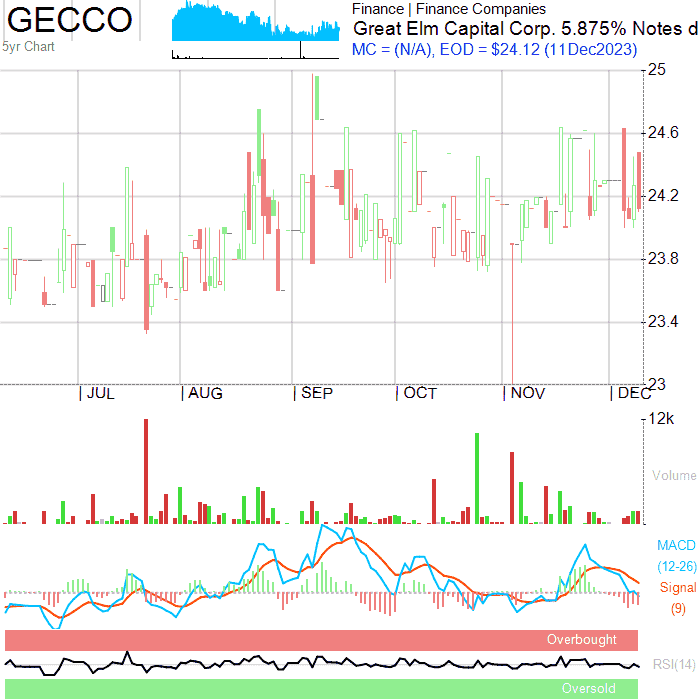 GECCO
5yr Chart
Finance | Finance Companies
Great Elm Capital Corp. 5.875% Notes d
MC = (N/A), EOD = $24.12 (11Dec2023)
25
24.6
24.2
23.8
23.4
23
| JUL | AUG | SEP | OCT | NOV | DEC
12k
Volume
MACD
(12-26)
Signal
(9)
Overbought
RSI(14)
Oversold